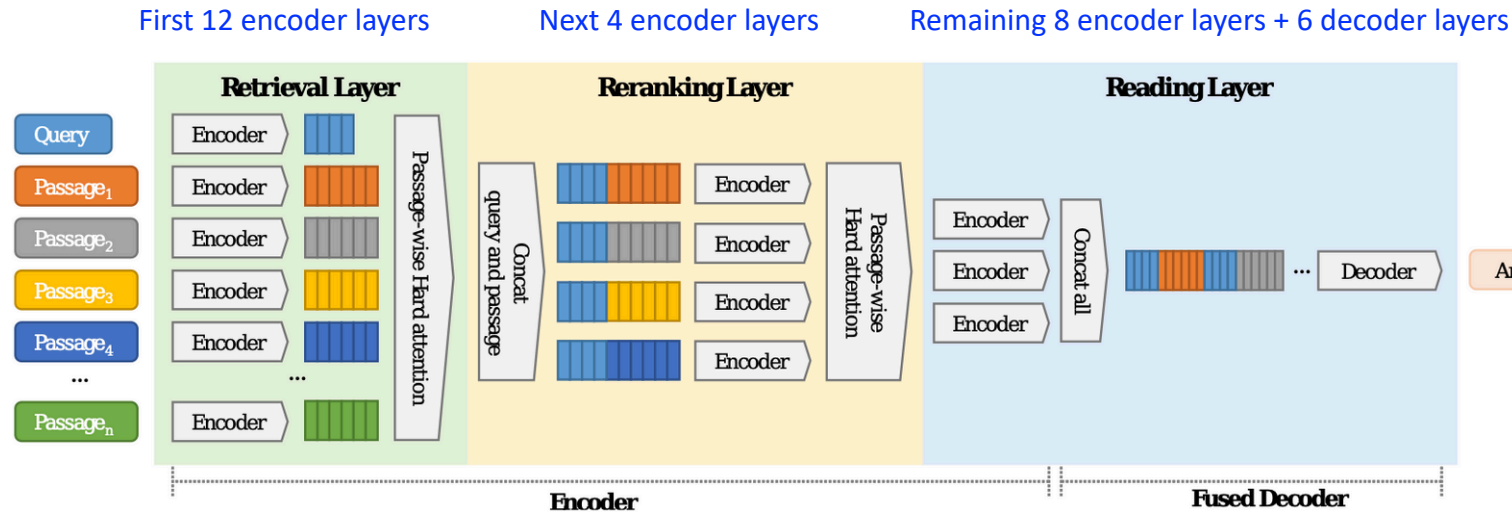 First 12 encoder layers
Next 4 encoder layers
Remaining 8 encoder layers + 6 decoder layers
Retrieval Layer
Reranking Layer
Reading Layer
Query
Passage1
Passage2
Passage3
Passage4
...
Passagen
Encoder
Encoder
Encoder
Encoder
Encoder
...
Encoder
Passage-wise Hard attention
Concat
query and passage
Encoder
Encoder
Encoder
Encoder
Passage-wise
Hard attention
Encoder
Encoder
Encoder
Concat all
...
Decoder
Encoder
Fused Decoder